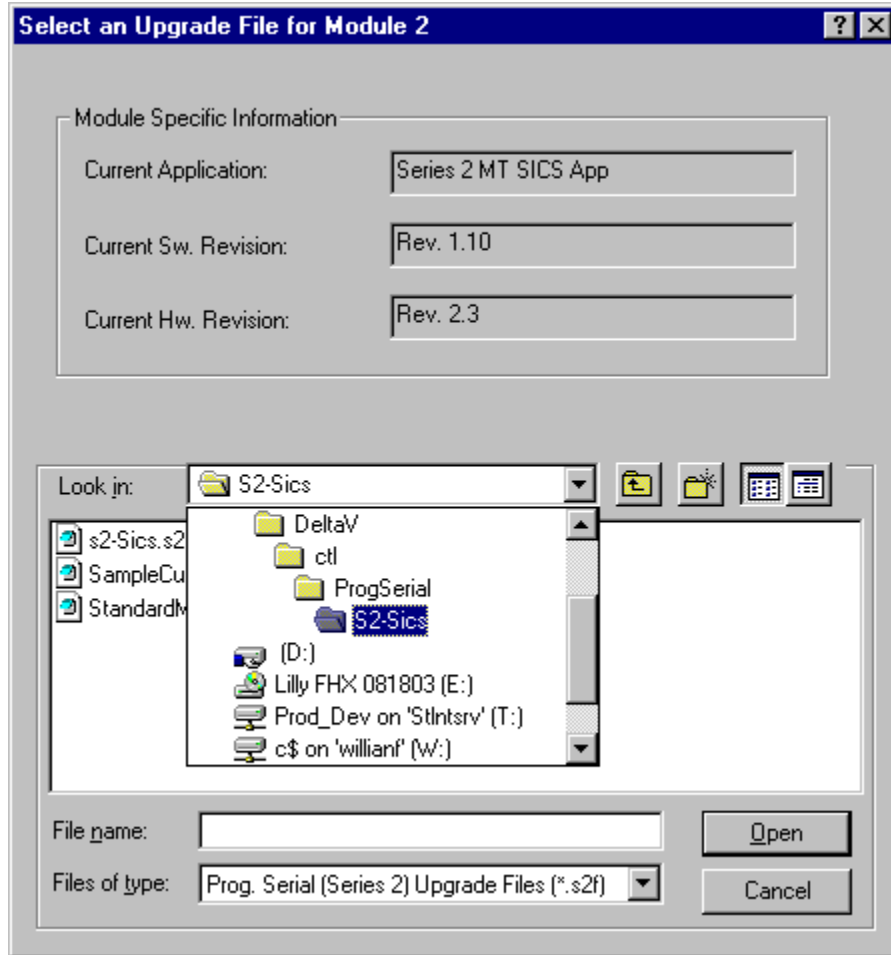 Select an Upgrade File for Module 2
Module Specific Information
Current Application: Series 2 MT SICS App
Current Sw. Revision: Rev. 1.10
Current Hw. Revision: Rev. 2.3
Look in: S2-Sics
s2-Sics.s2
SampleCu
StandardM
DeltaV
ctl
ProgSerial
S2-Sics
(D:)
Lilly FHX 081803 (E:)
Prod_Dev on 'Stlntsrv' (T:)
c$ on 'willianf' (W:)
File name:
Open
Files of type: Prog. Serial (Series 2) Upgrade Files (*.s2f)
Cancel